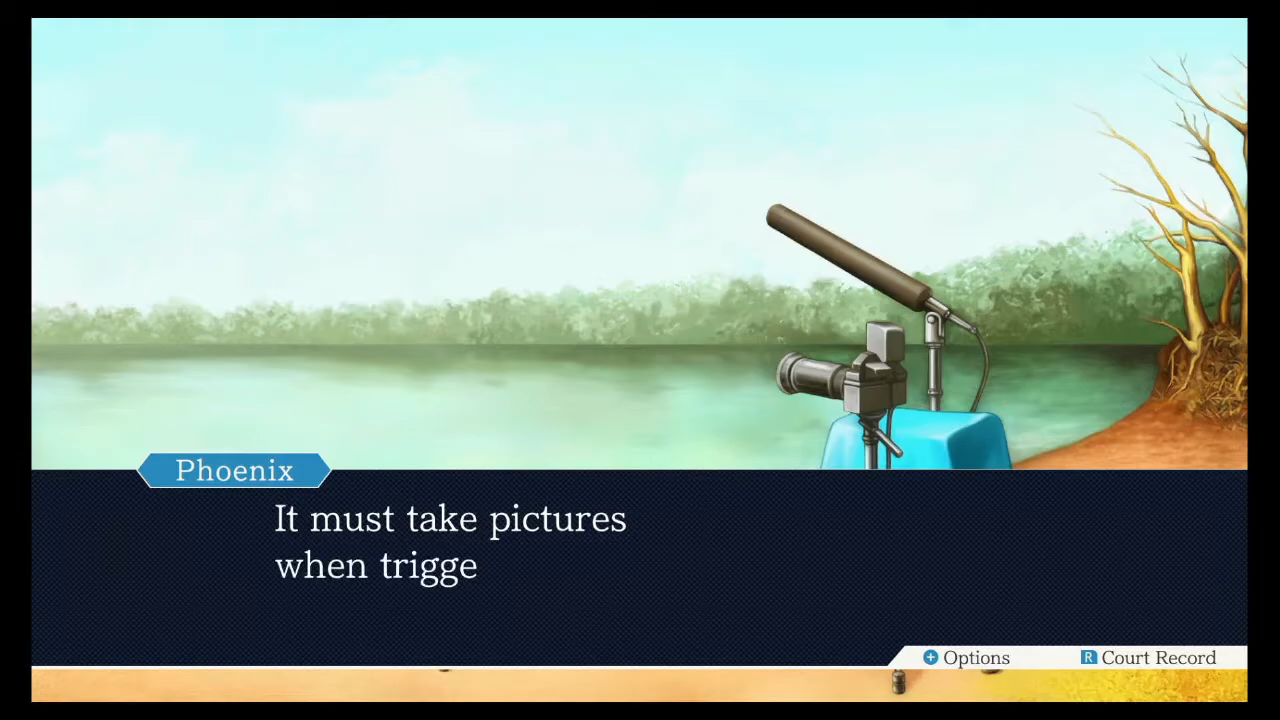 Phoenix
It must take pictures
when trigge
Options
R Court Record